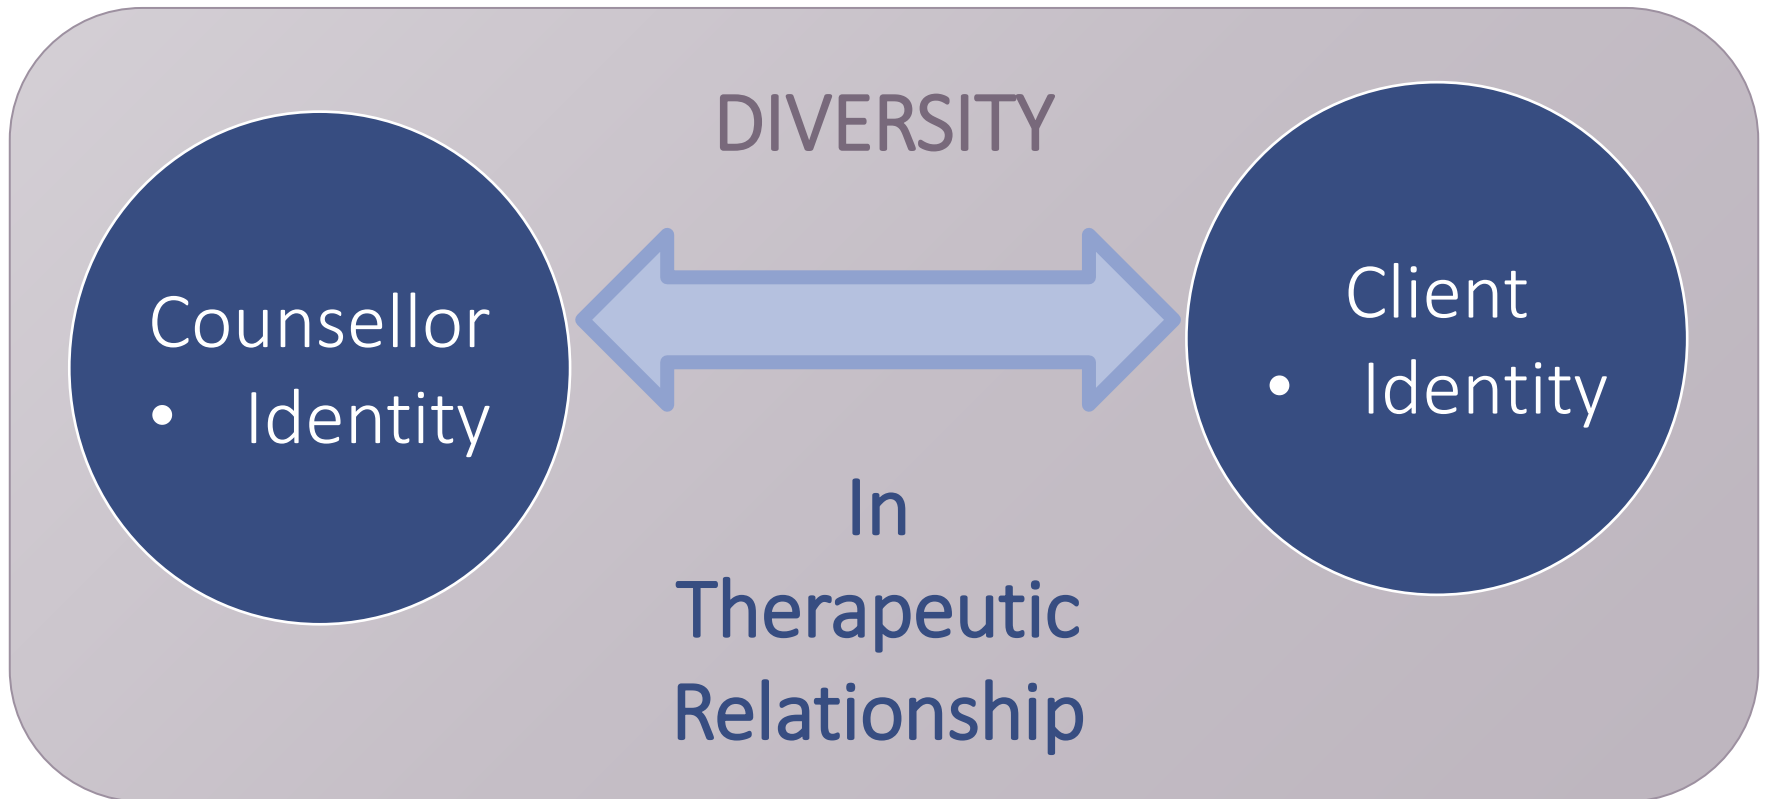 DIVERSITY
Counsellor
• Identity
Client
• Identity
In
Therapeutic
Relationship